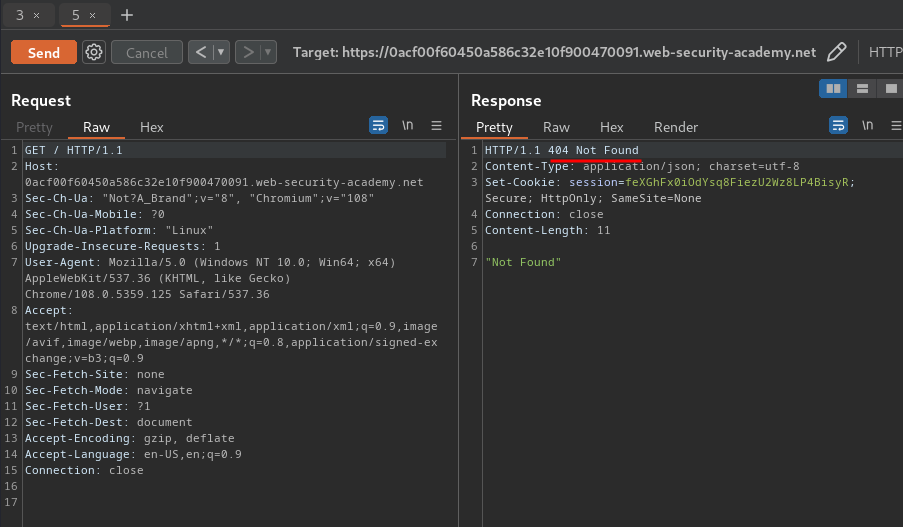 3 × 5 × +
Send Cancel < > Target: https://0acf00f60450a586c32e10f900470091.web-security-academy.net HTTP
Request
Pretty Raw Hex \n
1 GET / HTTP/1.1
2 Host:
0acf00f60450a586c32e10f900470091.web-security-academy.net
3 Sec-Ch-Ua: "Not?A_Brand";v="8", "Chromium";v="108"
4 Sec-Ch-Ua-Mobile: ?0
5 Sec-Ch-Ua-Platform: "Linux"
6 Upgrade-Insecure-Requests: 1
7 User-Agent: Mozilla/5.0 (Windows NT 10.0; Win64; x64)
AppleWebKit/537.36 (KHTML, like Gecko)
Chrome/108.0.5359.125 Safari/537.36
8 Accept:
text/html,application/xhtml+xml,application/xml;q=0.9,image
/avif,image/webp,image/apng,*/*;q=0.8,application/signed-ex
change;v=b3;q=0.9
9 Sec-Fetch-Site: none
10 Sec-Fetch-Mode: navigate
11 Sec-Fetch-User: ?1
12 Sec-Fetch-Dest: document
13 Accept-Encoding: gzip, deflate
14 Accept-Language: en-US,en;q=0.9
15 Connection: close
16
17
Response
Pretty Raw Hex Render \n
1 HTTP/1.1 404 Not Found
2 Content-Type: application/json; charset=utf-8
3 Set-Cookie: session=feXGhFx0iOdYsq8FiezU2Wz8LP4BisyR;
Secure; HttpOnly; SameSite=None
4 Connection: close
5 Content-Length: 11
6
7 "Not Found"